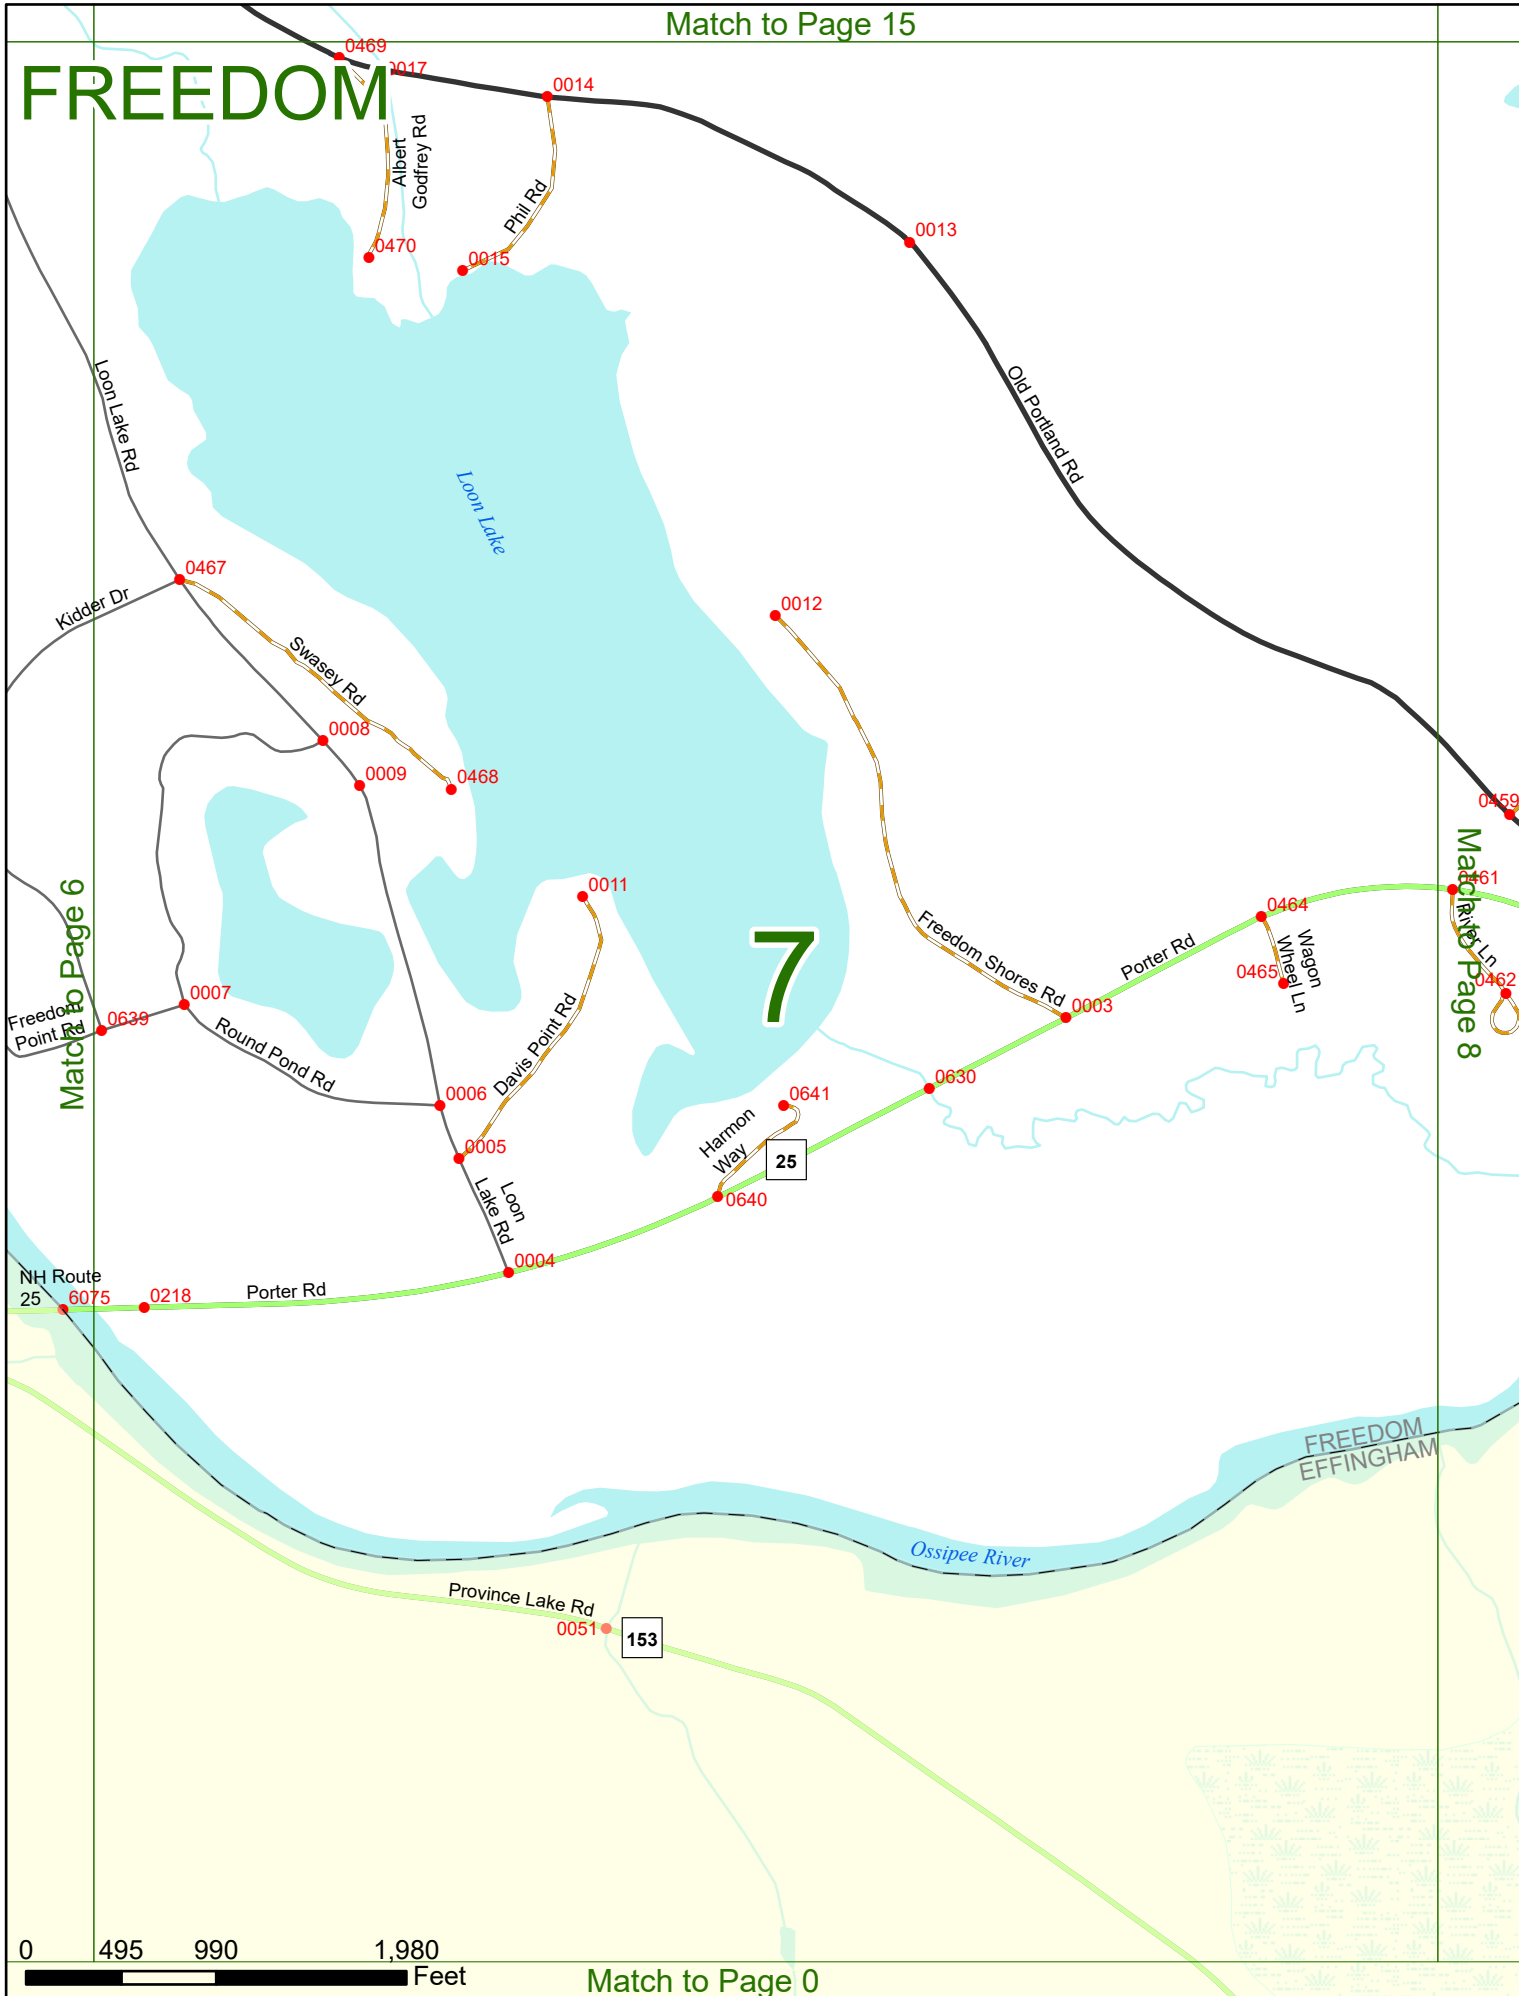 Match to Page 15
FREEDOM
0469
0017
0014
Albert
Godfrey Rd
Phil Rd
0470
0015
0013
Loon Lake Rd
Old Portland Rd
Loon Lake
0467
Kidder Dr
0012
Swasey Rd
0008
0009
0468
0459
Match to Page 6
Match to Page 8
0011
7
0461
0464
River Ln
Freedom Shores Rd
Porter Rd
Wagon
Wheel Ln
0465
0462
0007
Freedom
Point Rd
0639
0003
Round Pond Rd
Davis Point Rd
0006
0630
0641
Harmon
Way
0005
25
Loon
Lake Rd
0640
0004
NH Route
25
6075
0218
Porter Rd
FREEDOM
EFFINGHAM
Ossipee River
Province Lake Rd
0051
153
0
495
990
1,980
Feet
Match to Page 0